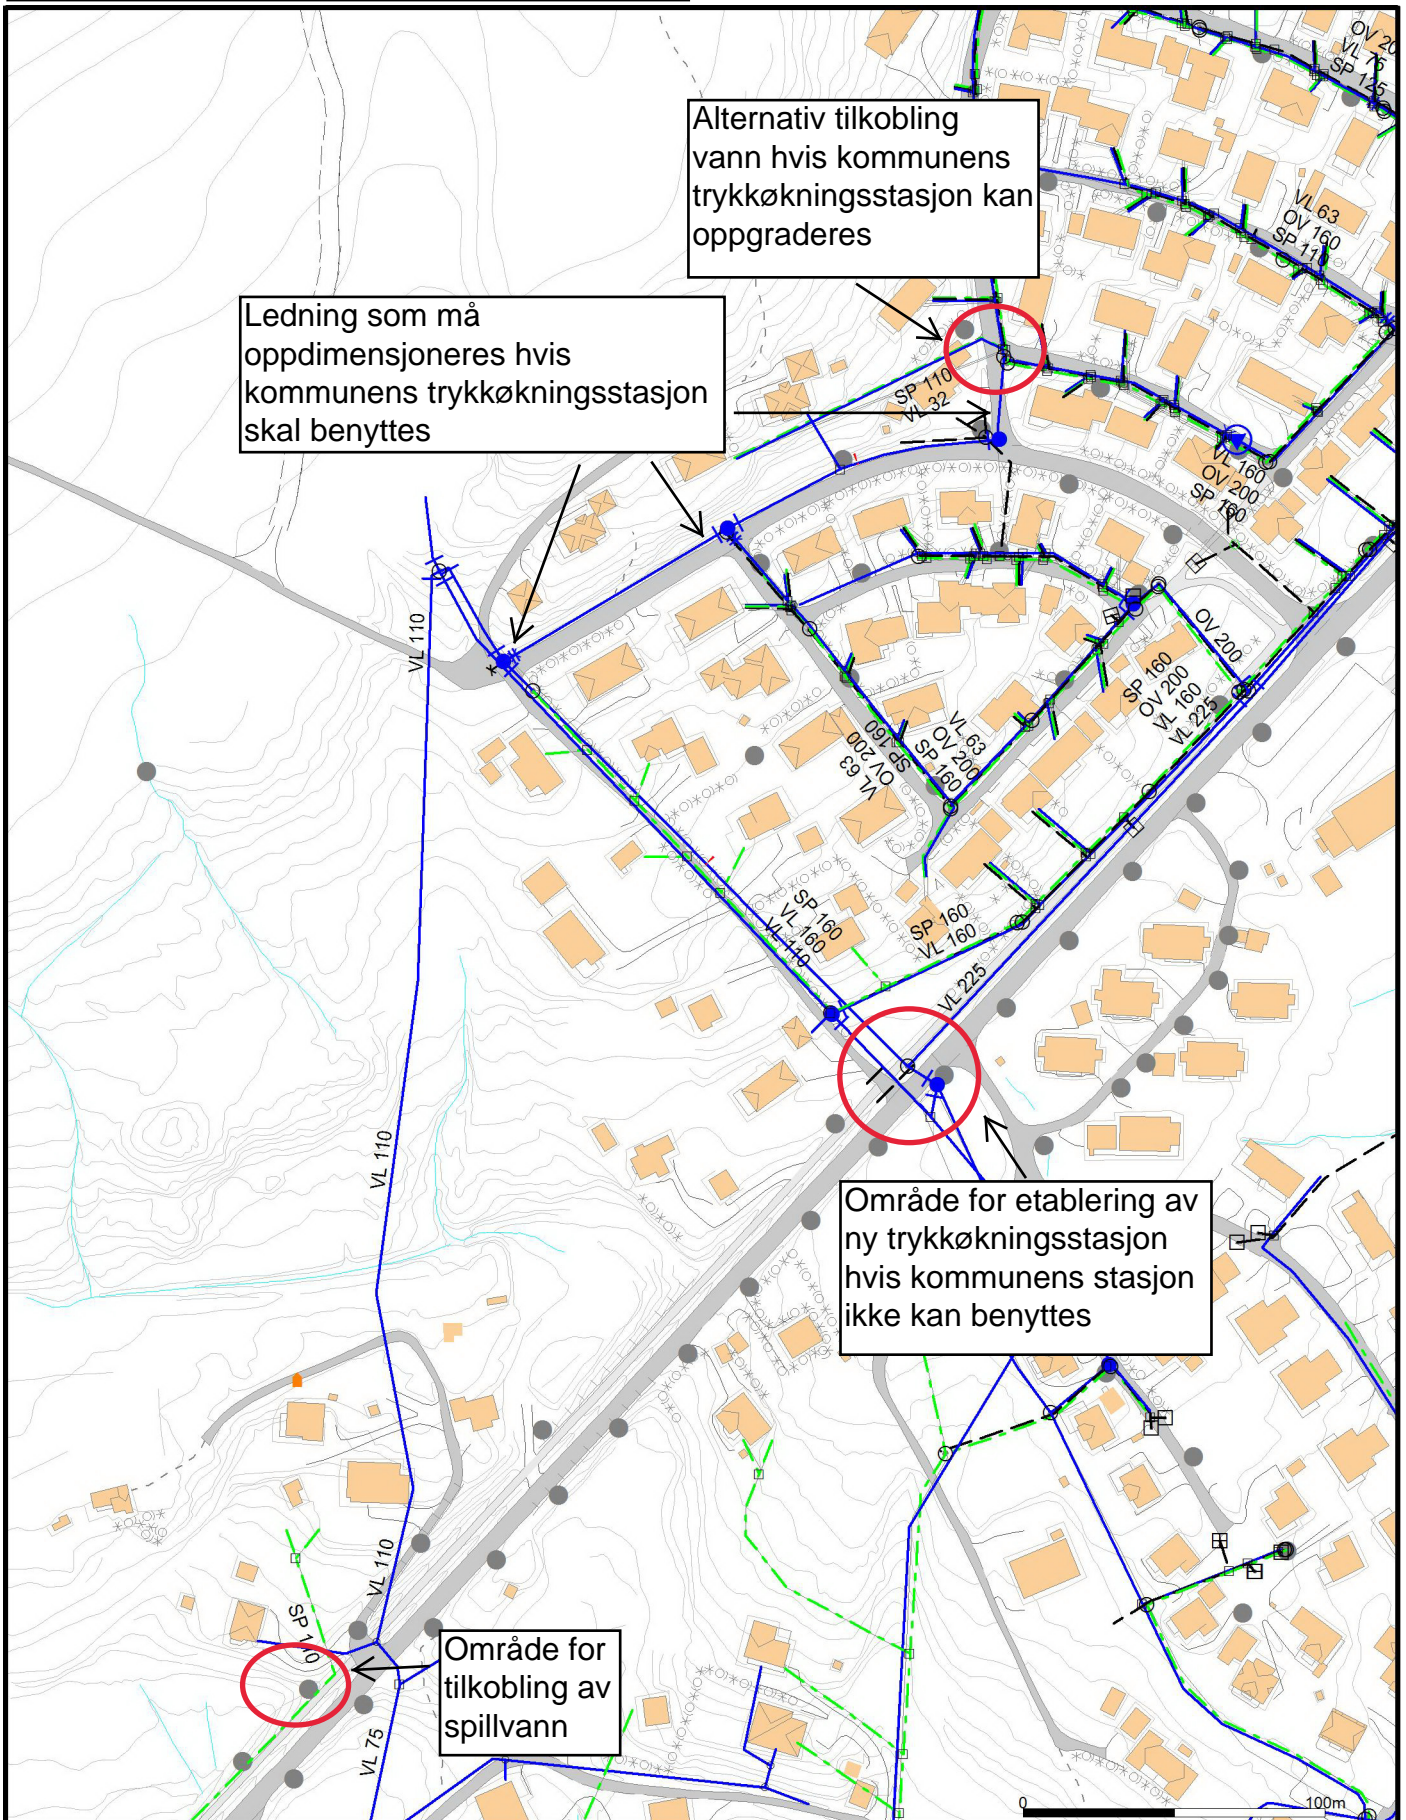 OV 20
VL 75
SP 125
Alternativ tilkobling
vann hvis kommunens
trykkøkningsstasjon kan
oppgraderes
VL 63
OV 160
SP 110
Ledning som må
oppdimensjoneres hvis
kommunens trykkøkningsstasjon
skal benyttes
SP 110
VL 32
VL 160
OV 200
SP 160
VL 110
OV 200
SP 160
OV 200
VL 160
VL 225
VL 63
OV 200
SP 160
SP 160
OV 200
VL 63
SP 160
VL 160
VL 110
SP 160
VL 160
VL 225
VL 110
Område for etablering av
ny trykkøkningsstasjon
hvis kommunens stasjon
ikke kan benyttes
VL 110
SP 140
Område for
tilkobling av
spillvann
VL 75
0 100m